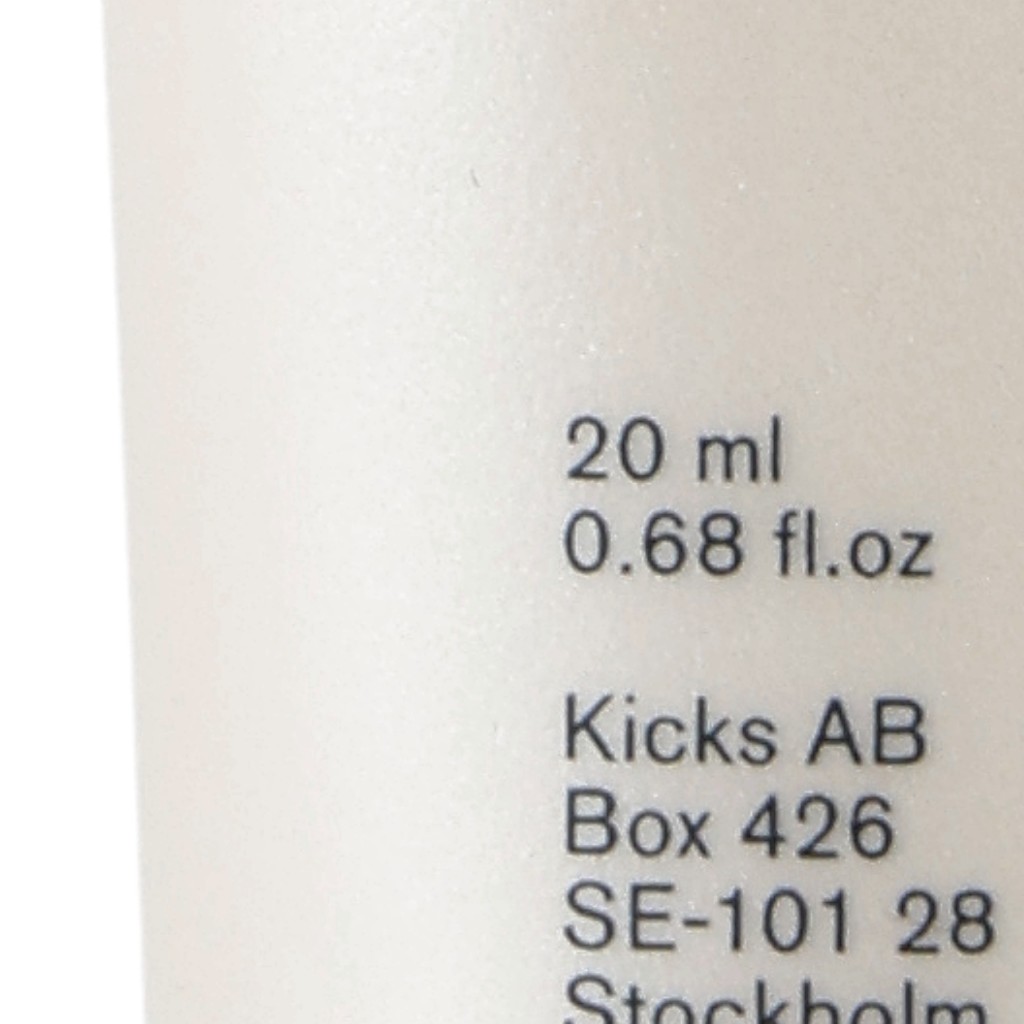 20 ml
0.68 fl.oz
Kicks AB
Box 426
SE-101 28
Stockholm